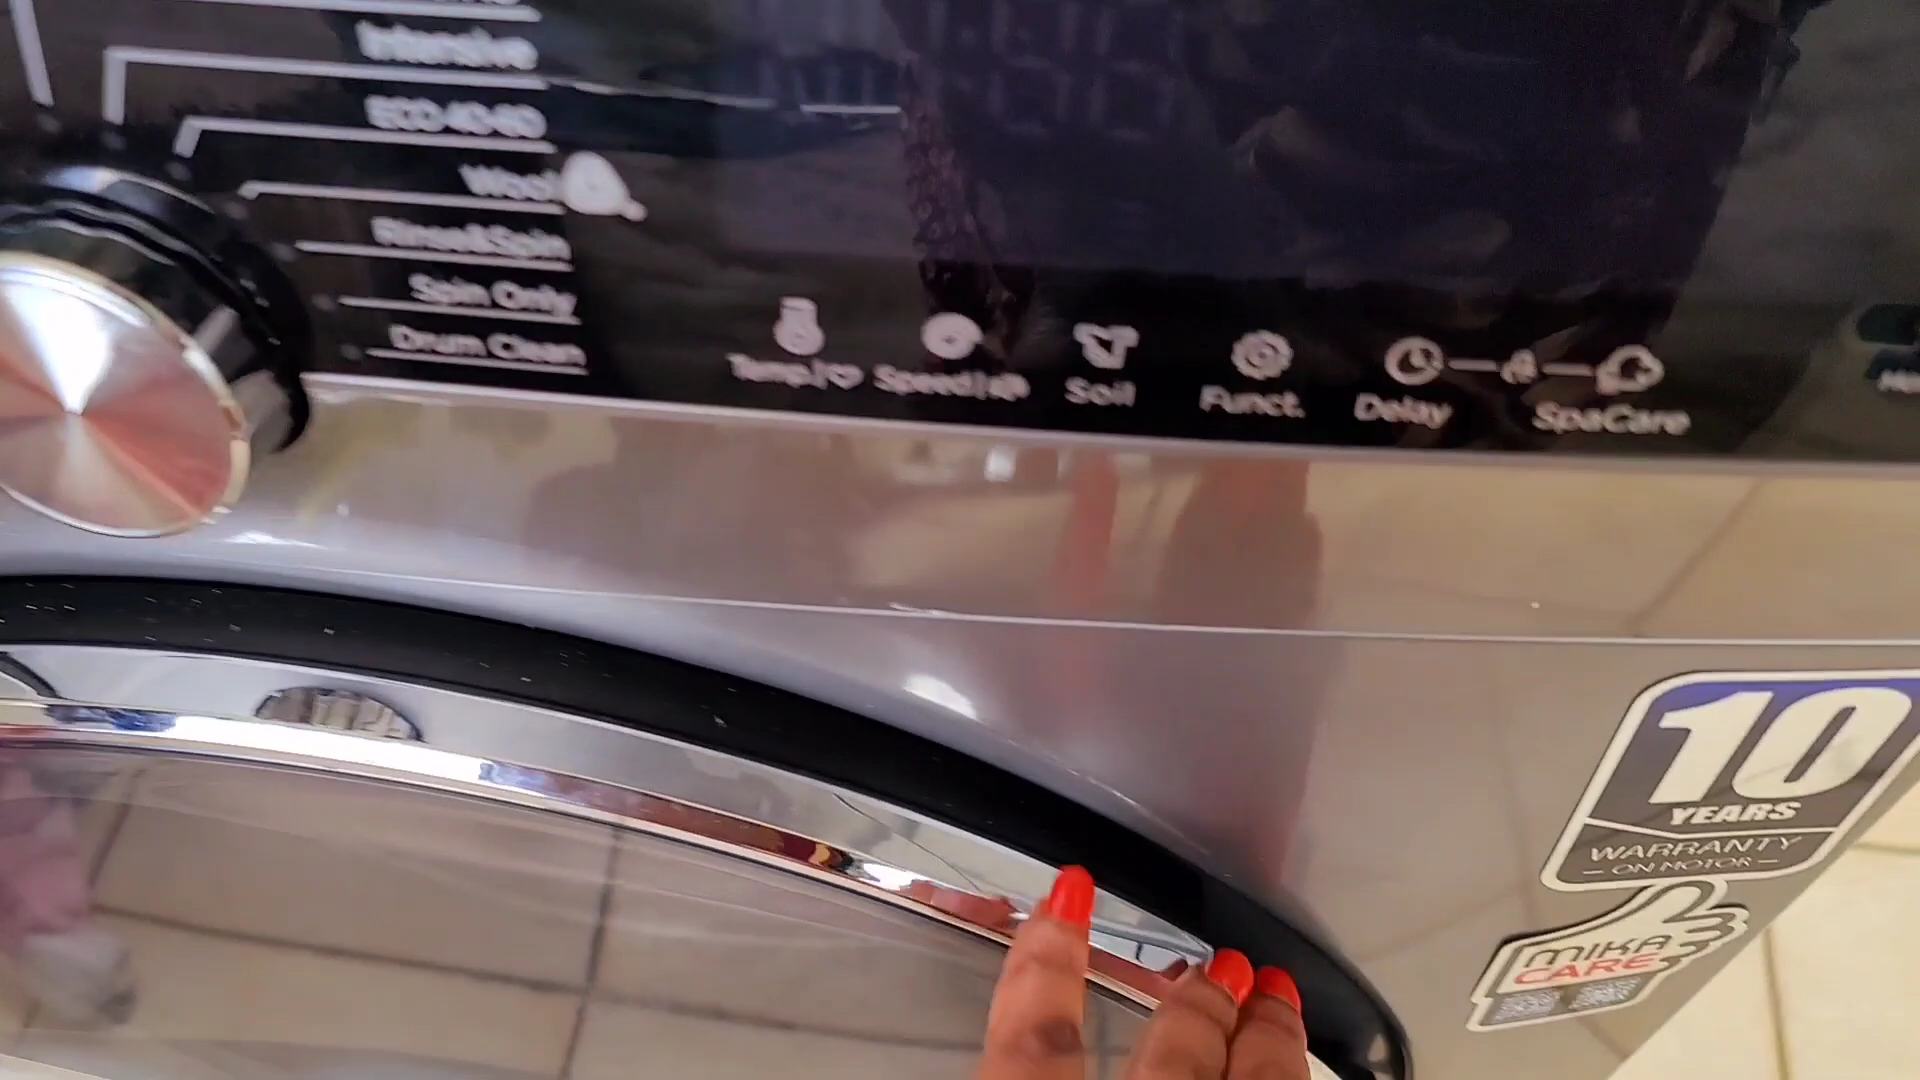 Intensive
ECO 40-60
Wool
Rinse&Spin
Spin Only
Drum Clean
Temp.|
Speed|
Soil
Funct.
Delay
SpaCare
10
YEARS
WARRANTY
— ON MOTOR —
MIKA
CARE